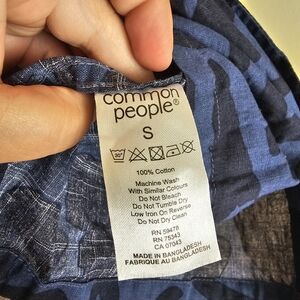 common
people®
S
30°
100% Cotton
Machine Wash
With Similar Colours
Do Not Bleach
Do Not Tumble Dry
Low Iron On Reverse
Do Not Dry Clean
RN 59478
RN 75343
CA 07043
MADE IN BANGLADESH
FABRIQUE AU BANGLADESH